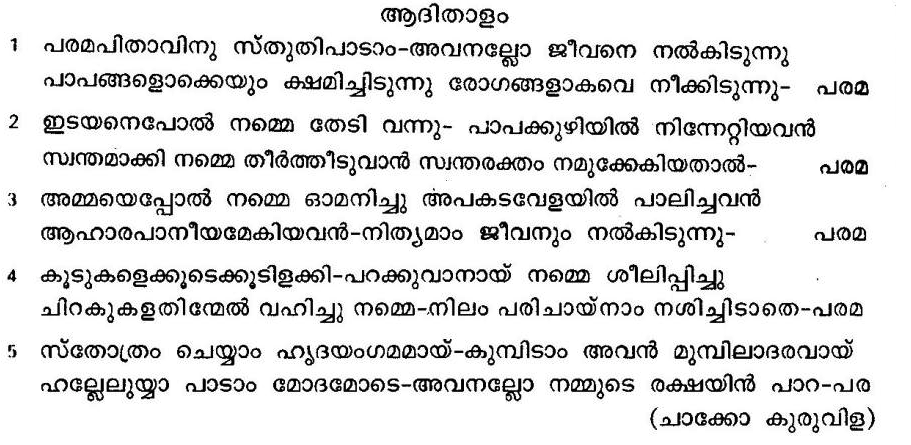 ആദിതാളം
1 പരമപിതാവിനു സ്തുതിപാടാം-അവനല്ലോ ജീവനെ നൽകിടുന്നു
പാപങ്ങളൊക്കെയും ക്ഷമിച്ചിടുന്നു രോഗങ്ങളാകവെ നീക്കിടുന്നു- പരമ
2 ഇടയനെപോൽ നമ്മെ തേടി വന്നു- പാപക്കുഴിയിൽ നിന്നേറ്റിയവൻ
സ്വന്തമാക്കി നമ്മെ തീർത്തീടുവാൻ സ്വന്തരക്തം നമുക്കേകിയതാൽ- പരമ
3 അമ്മയെപ്പോൽ നമ്മെ ഓമനിച്ചു അപകടവേളയിൽ പാലിച്ചവൻ
ആഹാരപാനീയമേകിയവൻ-നിത്യമാം ജീവനും നൽകിടുന്നു- പരമ
4 കൂടുകളെക്കൂടെക്കൂടിളക്കി-പറക്കുവാനായ് നമ്മെ ശീലിപ്പിച്ചു
ചിറകുകളതിന്മേൽ വഹിച്ചു നമ്മെ-നിലം പരിചായ്നാം നശിച്ചിടാതെ-പരമ
5 സ്തോത്രം ചെയ്യാം ഹൃദയംഗമമായ്-കുമ്പിടാം അവൻ മുമ്പിലാദരവായ്
ഹല്ലേലുയ്യാ പാടാം മോദമോടെ-അവനല്ലോ നമ്മുടെ രക്ഷയിൻ പാറ-പര
(ചാക്കോ കുരുവിള)